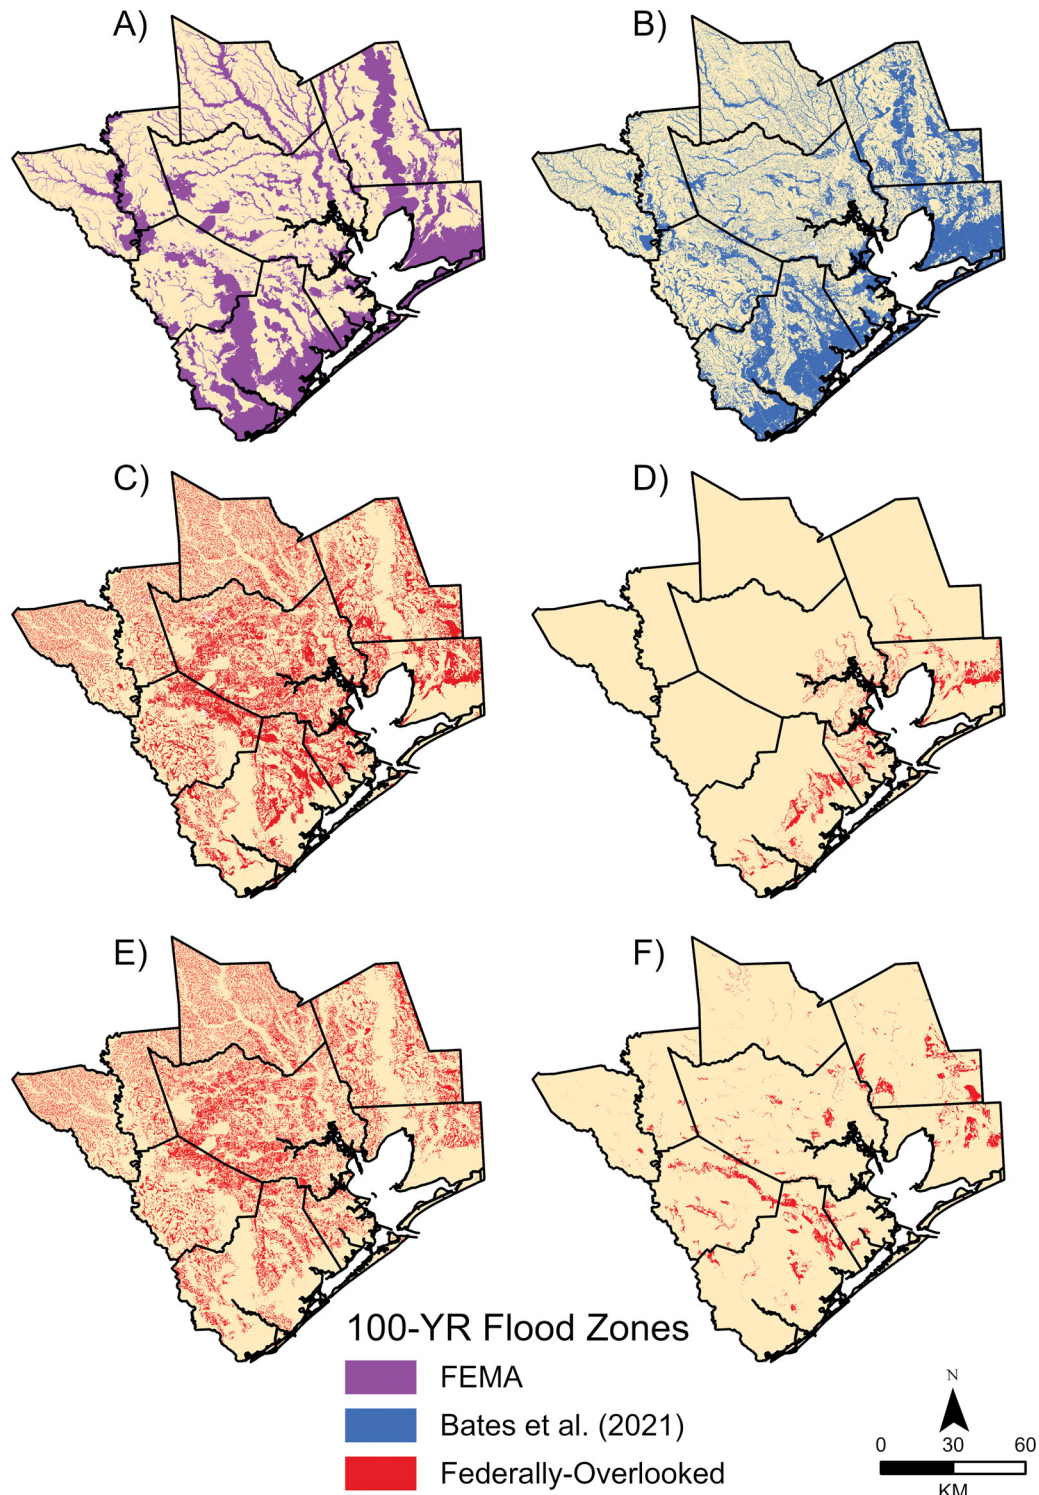 A)
B)
C)
D)
E)
F)
100-YR Flood Zones
FEMA
Bates et al. (2021)
Federally-Overlooked
N
0 30 60
KM